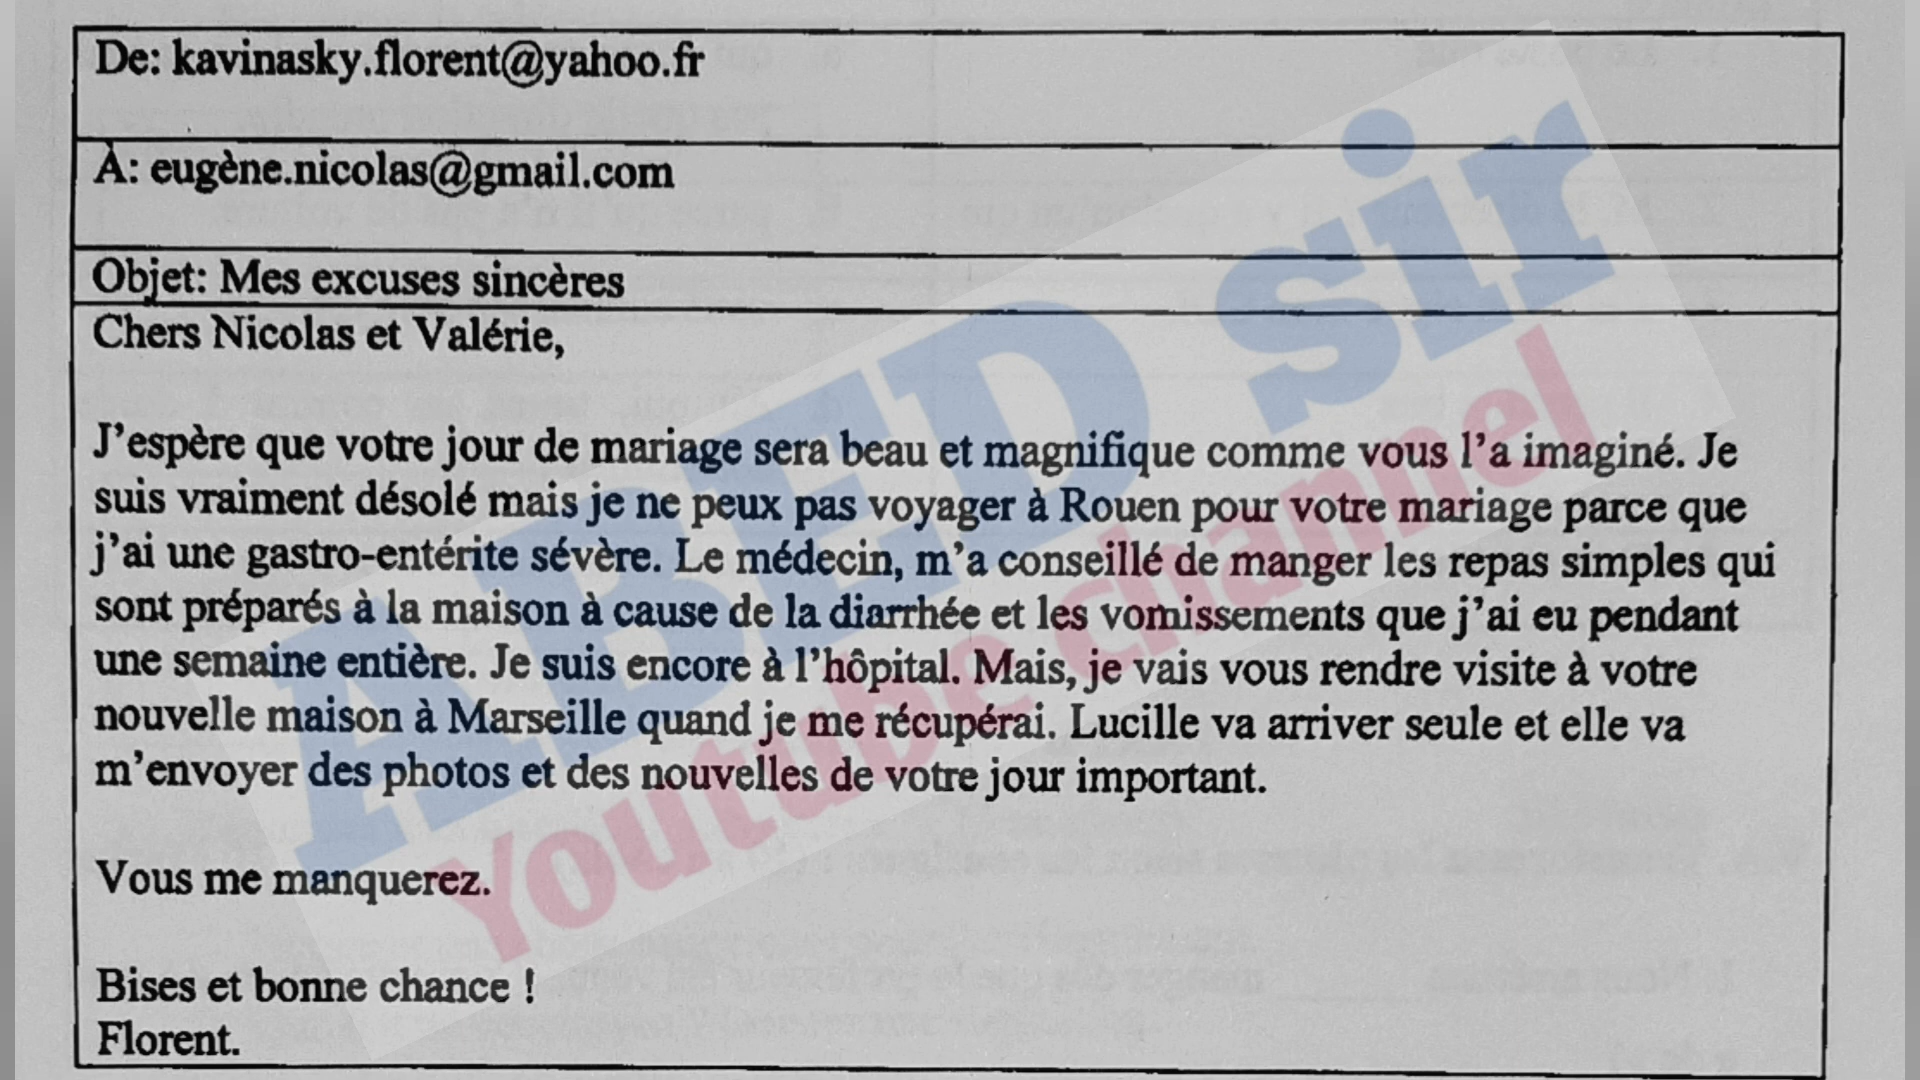 De: kavinasky.florent@yahoo.fr
À: eugène.nicolas@gmail.com
Objet: Mes excuses sincères
Chers Nicolas et Valérie,
J'espère que votre jour de mariage sera beau et magnifique comme vous l'a imaginé. Je
suis vraiment désolé mais je ne peux pas voyager à Rouen pour votre mariage parce que
j'ai une gastro-entérite sévère. Le médecin, m'a conseillé de manger les repas simples qui
sont préparés à la maison à cause de la diarrhée et les vomissements que j'ai eu pendant
une semaine entière. Je suis encore à l'hôpital. Mais, je vais vous rendre visite à votre
nouvelle maison à Marseille quand je me récupérai. Lucille va arriver seule et elle va
m'envoyer des photos et des nouvelles de votre jour important.
Vous me manquerez.
Bises et bonne chance !
Florent.
ABED sir
Youtube channel